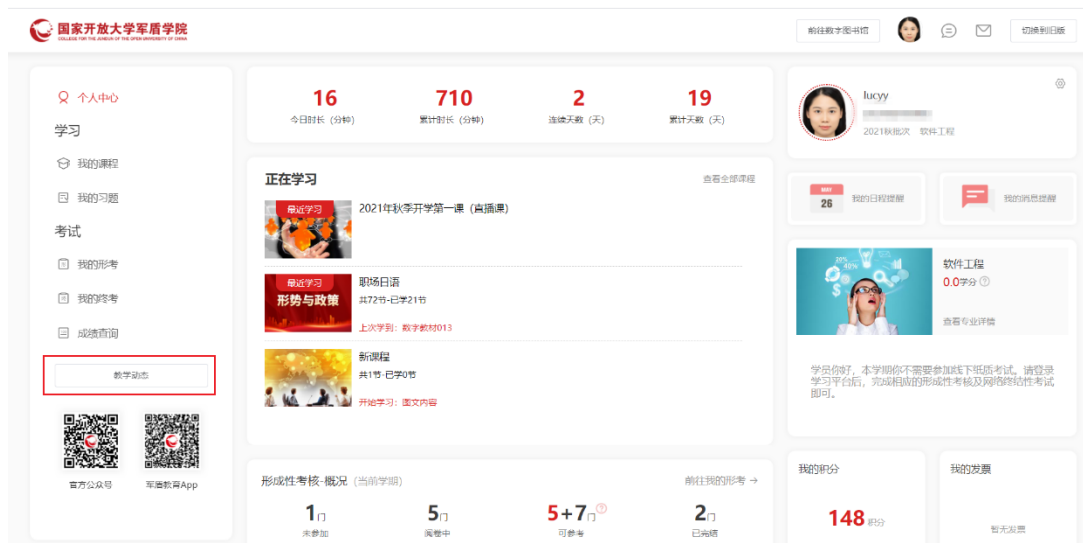 国家开放大学军盾学院
COLLEGE FOR THE JUNDUN OF THE OPEN UNIVERSITY OF CHINA
前往数字图书馆
切换到旧版
个人中心
学习
我的课程
我的习题
考试
我的形考
我的终考
成绩查询
教学动态
官方公众号
军盾教育App
16
710
2
19
今日时长（分钟）
累计时长（分钟）
连续天数（天）
累计天数（天）
正在学习
查看全部课程
最近学习
2021年秋季开学第一课（直播课）
最近学习
形势与政策
职场日语
共72节-已学21节
上次学到：数字教材013
新课程
共1节-已学0节
开始学习：图文内容
形成性考核-概况（当前学期）
前往我的形考 →
1门
5门
5+7门
2门
未参加
阅卷中
可参考
已完结
lucyy
2021秋批次 软件工程
MAY
26
我的日程提醒
我的消息提醒
20%
40%
软件工程
0.0学分
查看专业详情
学员你好，本学期你不需要参加线下纸质考试。请登录
学习平台后，完成相应的形成性考核及网络终结性考试
即可。
我的积分
我的发票
148 积分
暂无发票